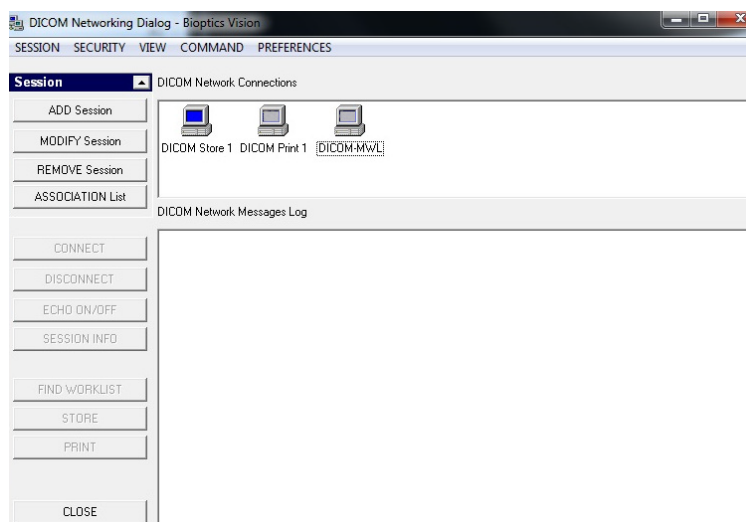 DICOM Networking Dialog - Bioptics Vision
SESSION SECURITY VIEW COMMAND PREFERENCES
Session
DICOM Network Connections
ADD Session
MODIFY Session
REMOVE Session
ASSOCIATION List
DICOM Store 1 DICOM Print 1 DICOM-MWL
DICOM Network Messages Log
CONNECT
DISCONNECT
ECHO ON/OFF
SESSION INFO
FIND WORKLIST
STORE
PRINT
CLOSE